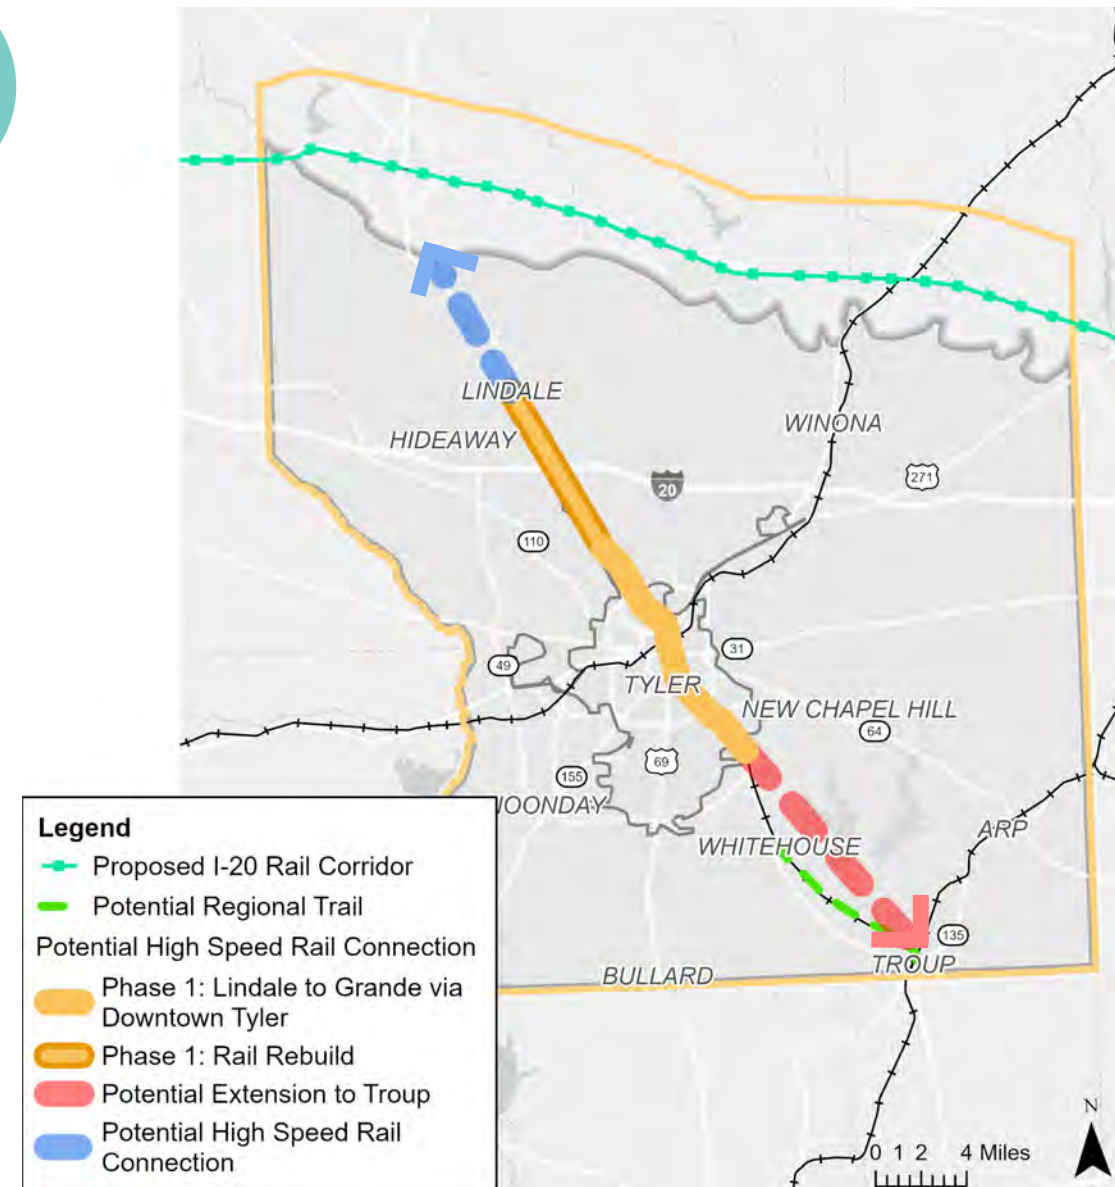 LINDALE
HIDEAWAY
WINONA
271
20
110
31
49
TYLER
NEW CHAPEL HILL
64
69
155
NOONDAY
WHITEHOUSE
ARP
135
TROUP
BULLARD
Legend
Proposed I-20 Rail Corridor
Potential Regional Trail
Potential High Speed Rail Connection
Phase 1: Lindale to Grande via
Downtown Tyler
Phase 1: Rail Rebuild
Potential Extension to Troup
Potential High Speed Rail
Connection
N
0 1 2 4 Miles